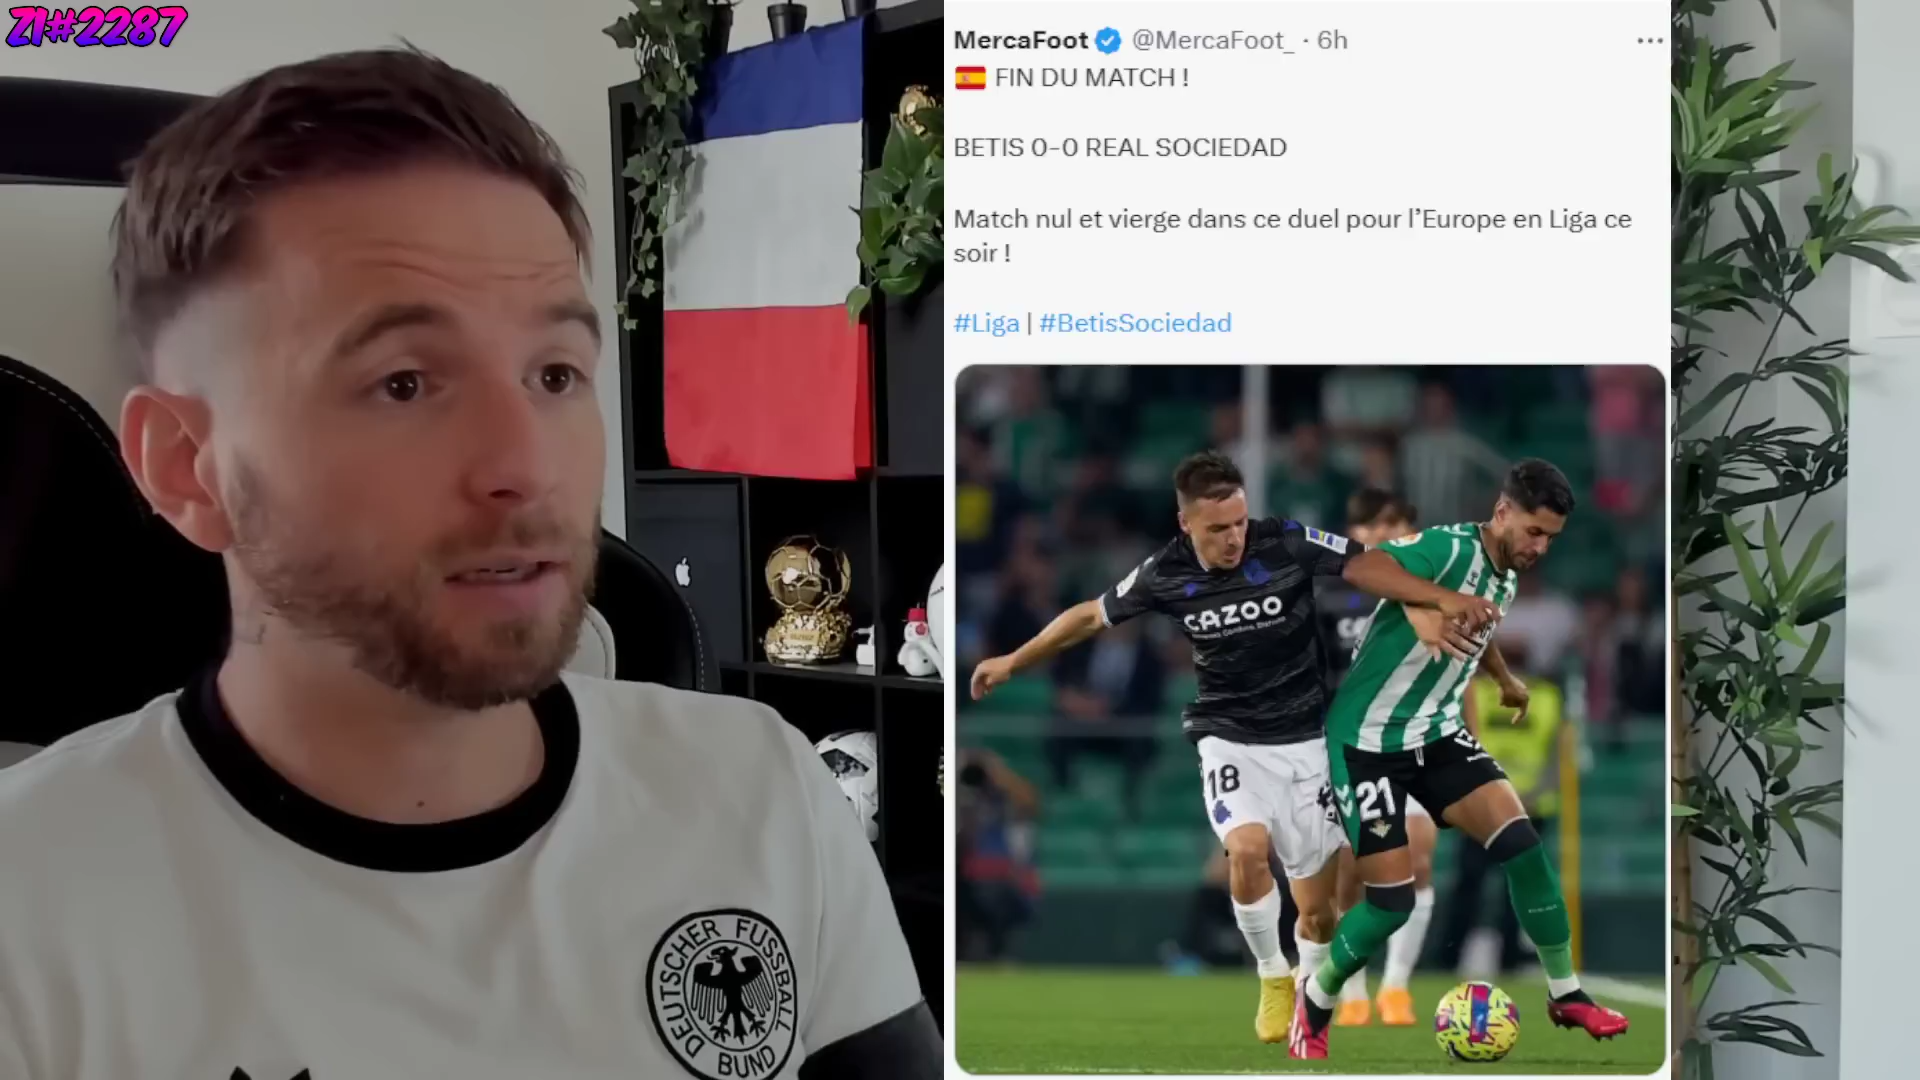 ZI#2287
MercaFoot @MercaFoot_ · 6h
FIN DU MATCH !
BETIS 0-0 REAL SOCIEDAD
Match nul et vierge dans ce duel pour l’Europe en Liga ce
soir !
#Liga | #BetisSociedad
CAZOO
18
21
DEUTSCHER FUSSBALL
BUND